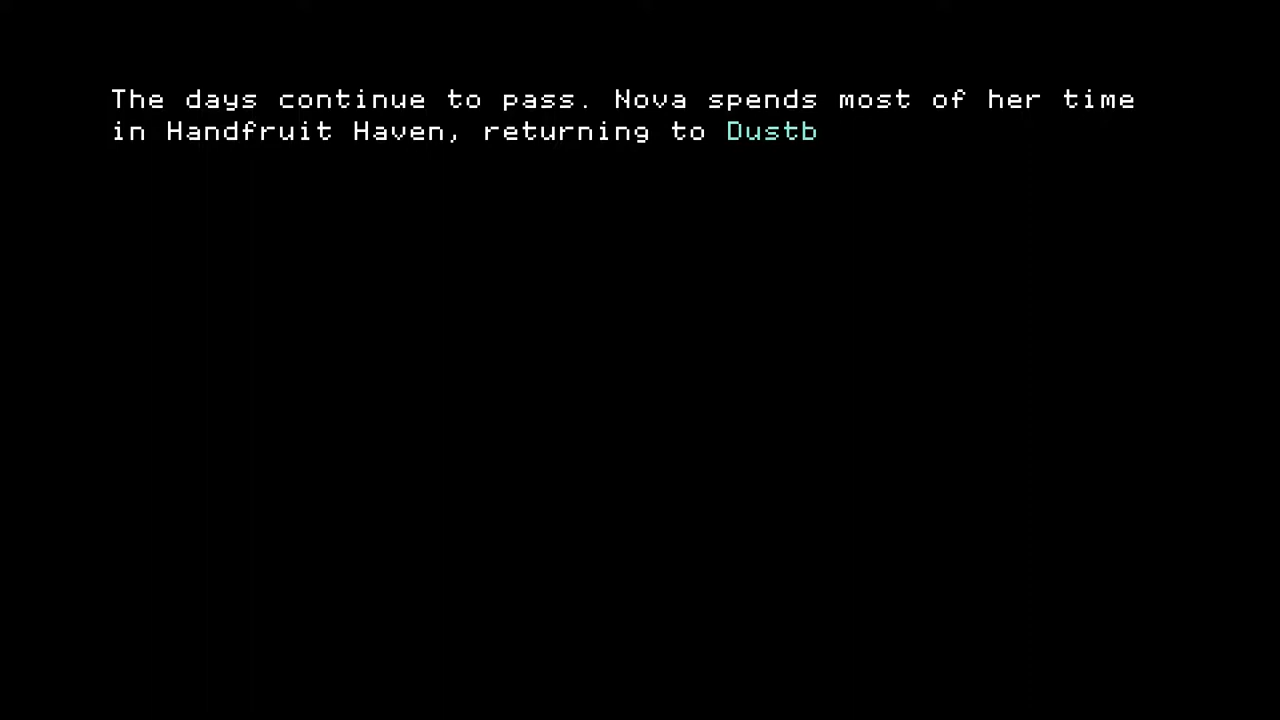 The days continue to pass. Nova spends most of her time
in Handfruit Haven, returning to Dustb